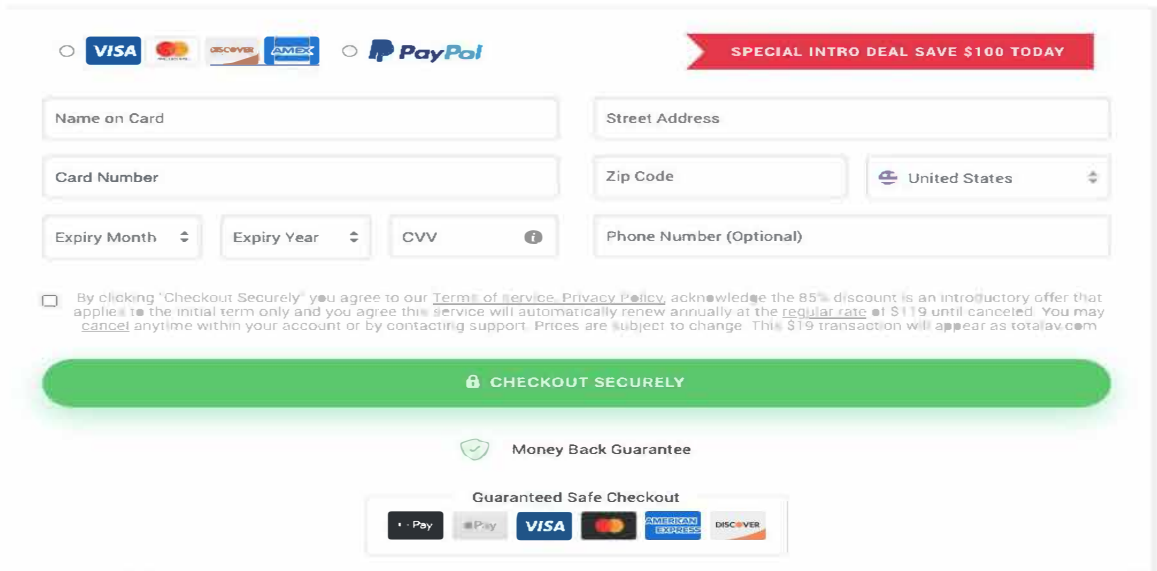 VISA DISCOVER AMEX PayPal
SPECIAL INTRO DEAL SAVE $100 TODAY
Name on Card
Street Address
Card Number
Zip Code
United States
Expiry Month
Expiry Year
CVV
Phone Number (Optional)
By clicking 'Checkout Securely' you agree to our Terms of Service, Privacy Policy, acknowledge the 85% discount is an introductory offer that
applies to the initial term only and you agree this service will automatically renew annually at the regular rate of $119 until canceled. You may
cancel anytime within your account or by contacting support. Prices are subject to change. This $19 transaction will appear as totalav.com
CHECKOUT SECURELY
Money Back Guarantee
Guaranteed Safe Checkout
Pay Pay VISA AMERICAN EXPRESS DISCOVER